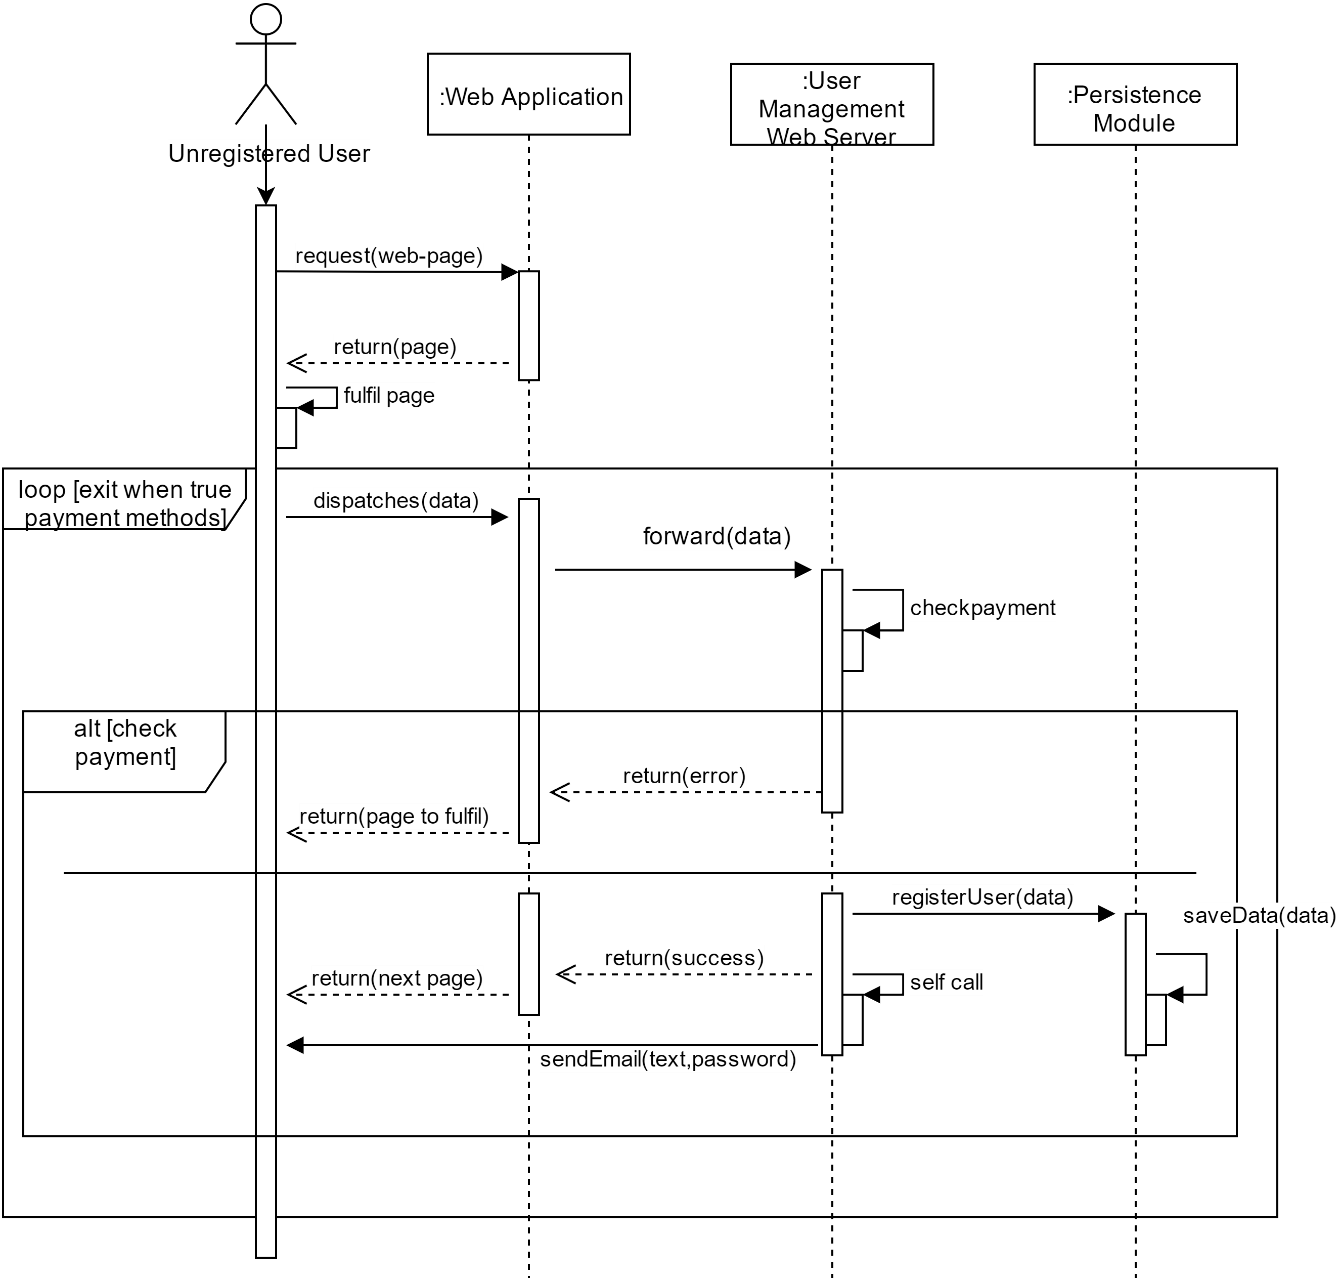 :User
Management
Web Server
:Web Application
:Persistence
Module
Unregistered User
request(web-page)
return(page)
fulfil page
loop [exit when true
payment methods]
dispatches(data)
forward(data)
checkpayment
alt [check
payment]
return(error)
return(page to fulfil)
registerUser(data)
saveData(data)
return(success)
return(next page)
self call
sendEmail(text,password)